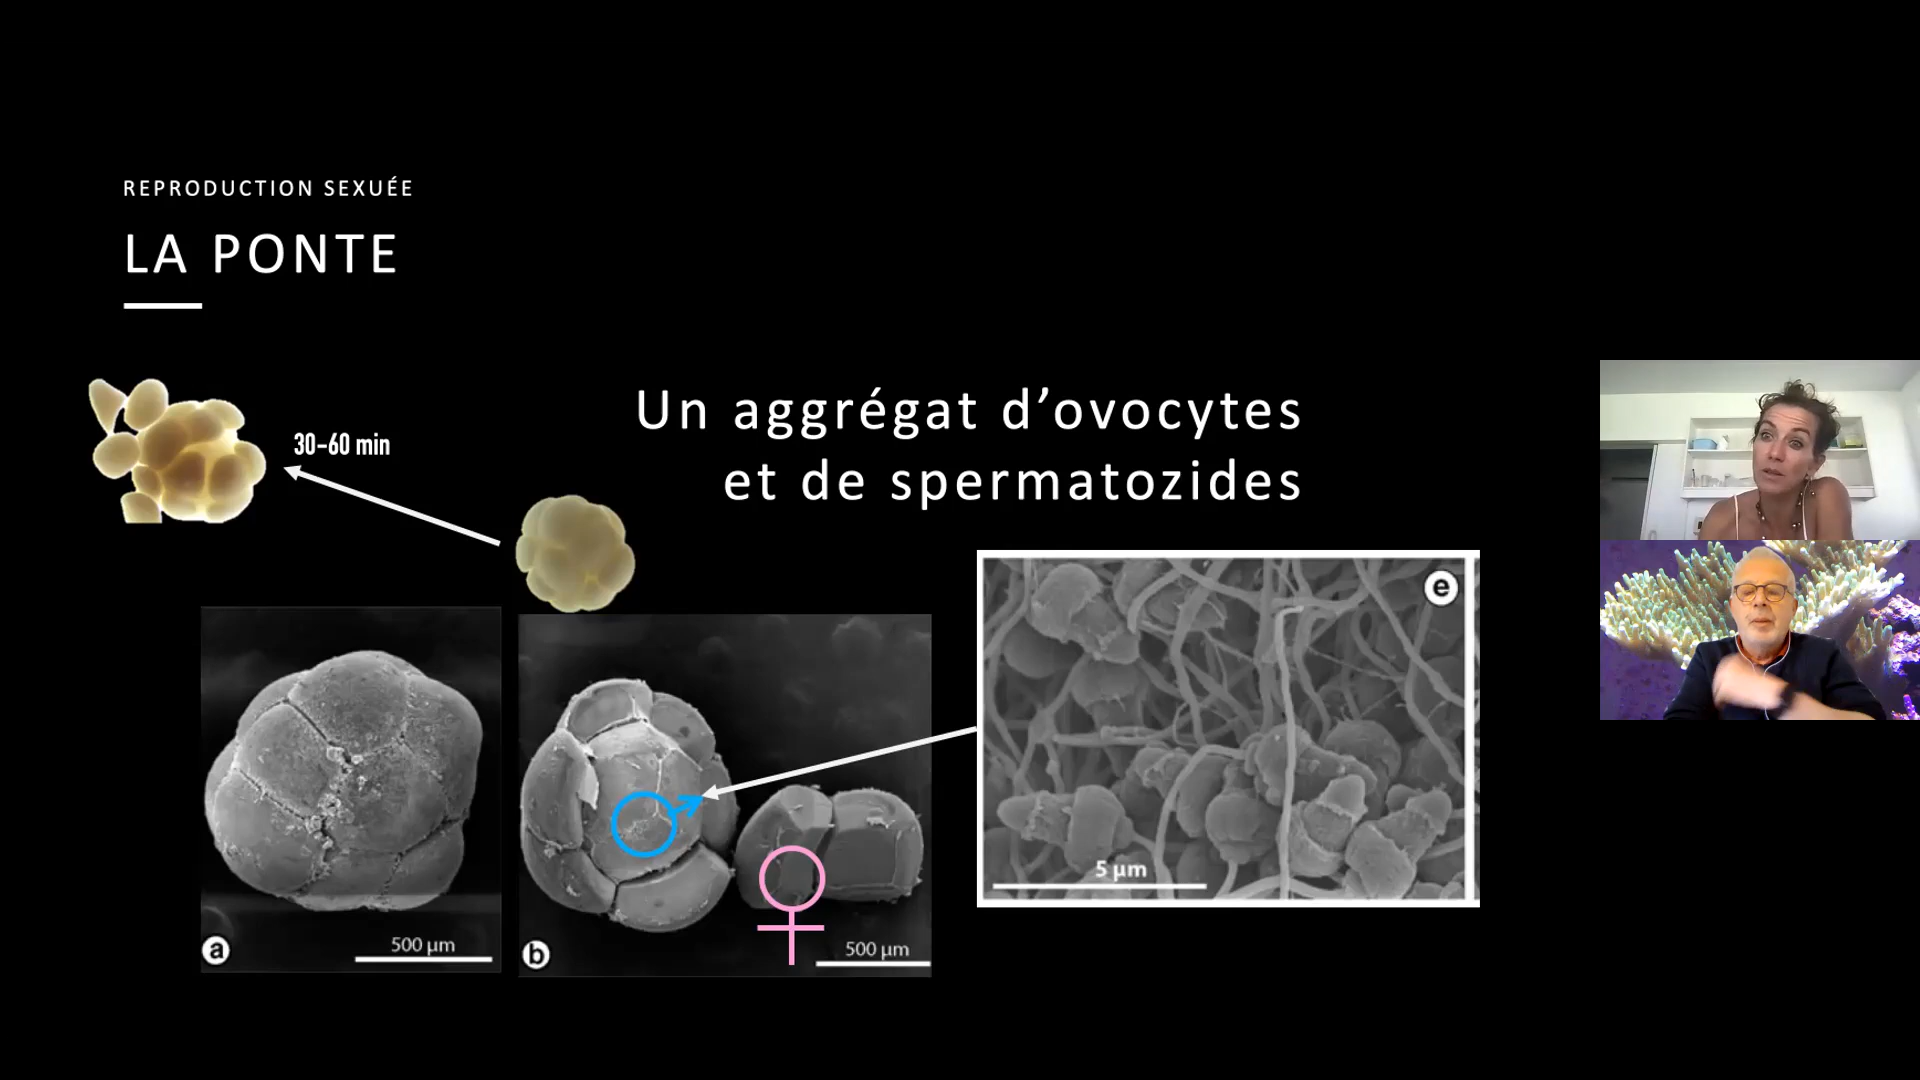 REPRODUCTION SEXUÉE
LA PONTE
Un aggrégat d’ovocytes
et de spermatozides
30-60 min
e
5 µm
a
500 µm
b
500 µm